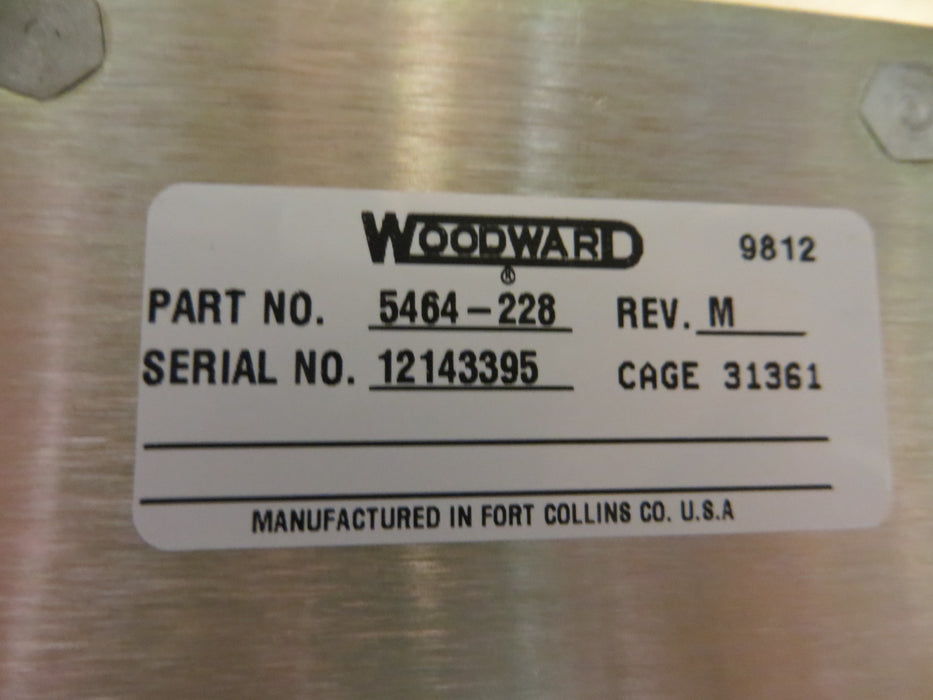 WOODWARD 9812
®
PART NO. 5464-228 REV. M
SERIAL NO. 12143395 CAGE 31361
MANUFACTURED IN FORT COLLINS CO. U.S.A